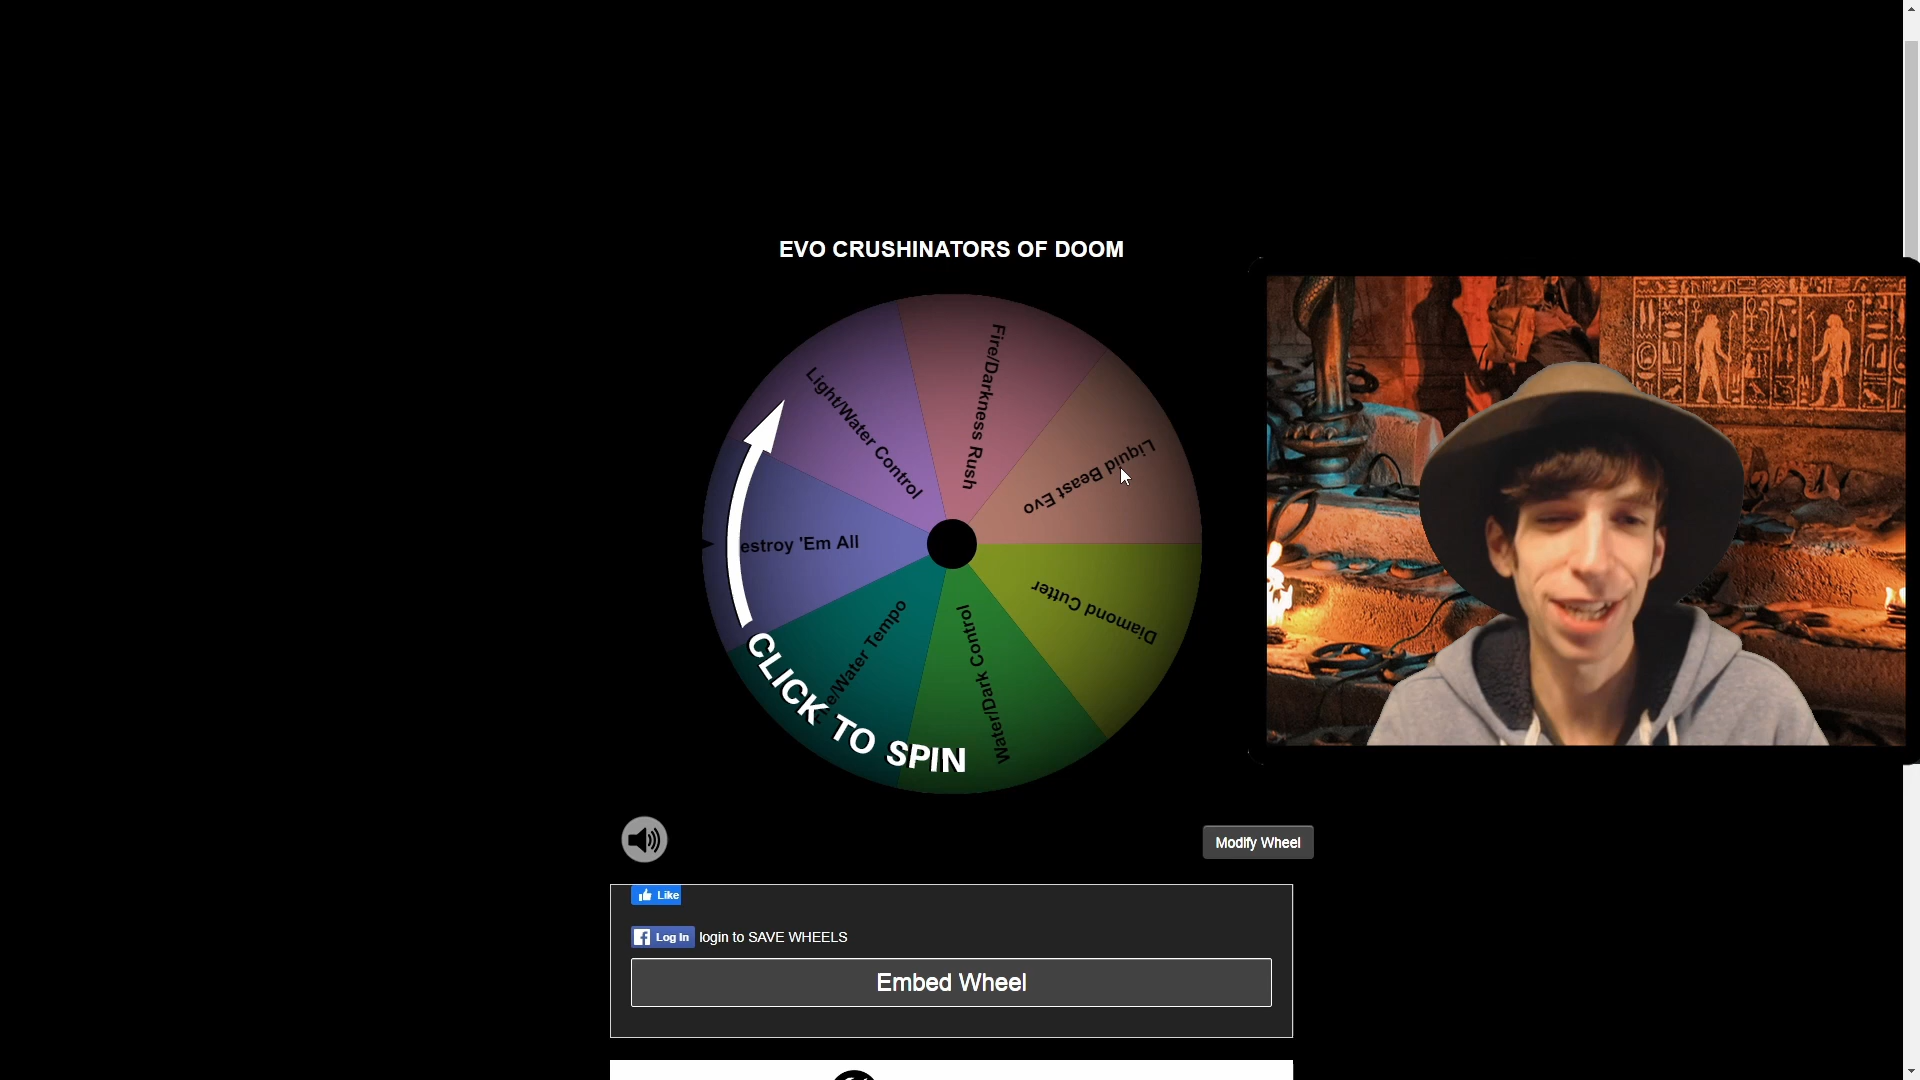 EVO CRUSHINATORS OF DOOM
Fire/Darkness Rush
Light/Water Control
Liquid Beast Evo
estroy 'Em All
Diamond Cutter
e/Water Tempo
Water/Dark Control
CLICK TO SPIN
Modify Wheel
Like
Log In login to SAVE WHEELS
Embed Wheel